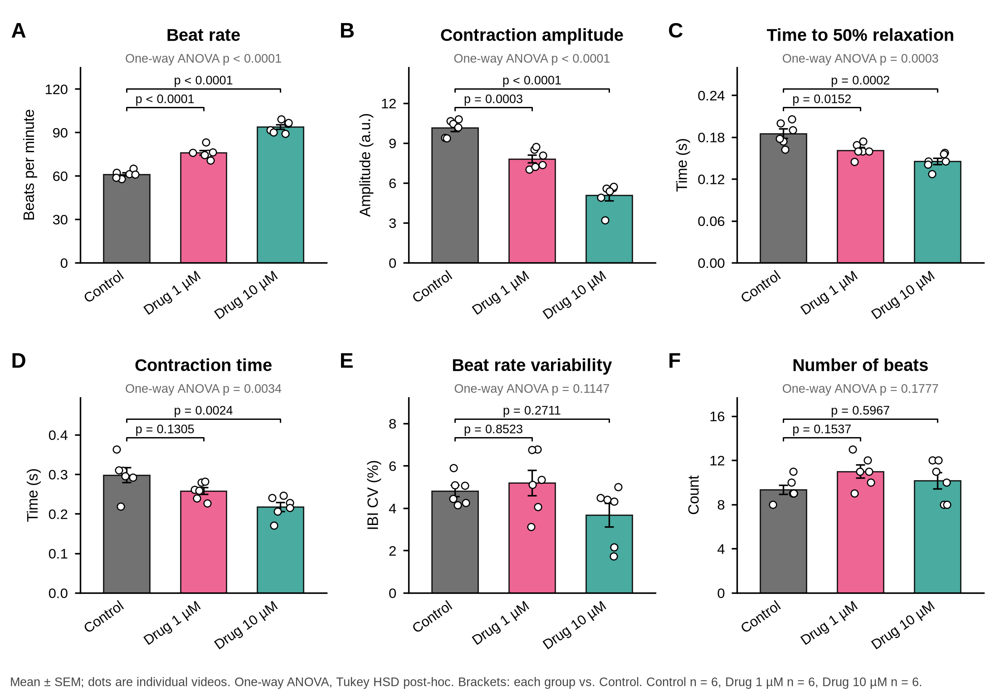 A
Beat rate
One-way ANOVA p < 0.0001
p < 0.0001
p < 0.0001
Beats per minute
120
90
60
30
0
Control
Drug 1 µM
Drug 10 µM
B
Contraction amplitude
One-way ANOVA p < 0.0001
p < 0.0001
p = 0.0003
Amplitude (a.u.)
12
9
6
3
0
Control
Drug 1 µM
Drug 10 µM
C
Time to 50% relaxation
One-way ANOVA p = 0.0003
p = 0.0002
p = 0.0152
Time (s)
0.24
0.18
0.12
0.06
0.00
Control
Drug 1 µM
Drug 10 µM
D
Contraction time
One-way ANOVA p = 0.0034
p = 0.0024
p = 0.1305
Time (s)
0.4
0.3
0.2
0.1
0.0
Control
Drug 1 µM
Drug 10 µM
E
Beat rate variability
One-way ANOVA p = 0.1147
p = 0.2711
p = 0.8523
IBI CV (%)
8
6
4
2
0
Control
Drug 1 µM
Drug 10 µM
F
Number of beats
One-way ANOVA p = 0.1777
p = 0.5967
p = 0.1537
Count
16
12
8
4
0
Control
Drug 1 µM
Drug 10 µM
Mean ± SEM; dots are individual videos. One-way ANOVA, Tukey HSD post-hoc. Brackets: each group vs. Control. Control n = 6, Drug 1 µM n = 6, Drug 10 µM n = 6.